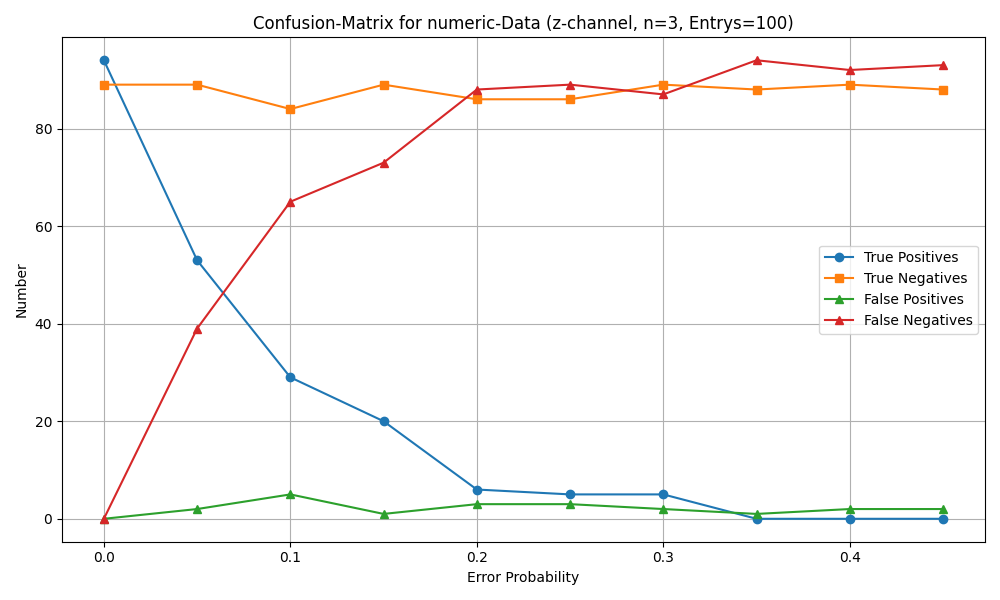 Confusion-Matrix for numeric-Data (z-channel, n=3, Entrys=100)
Number
80
60
40
20
0
True Positives
True Negatives
False Positives
False Negatives
0.0 0.1 0.2 0.3 0.4
Error Probability